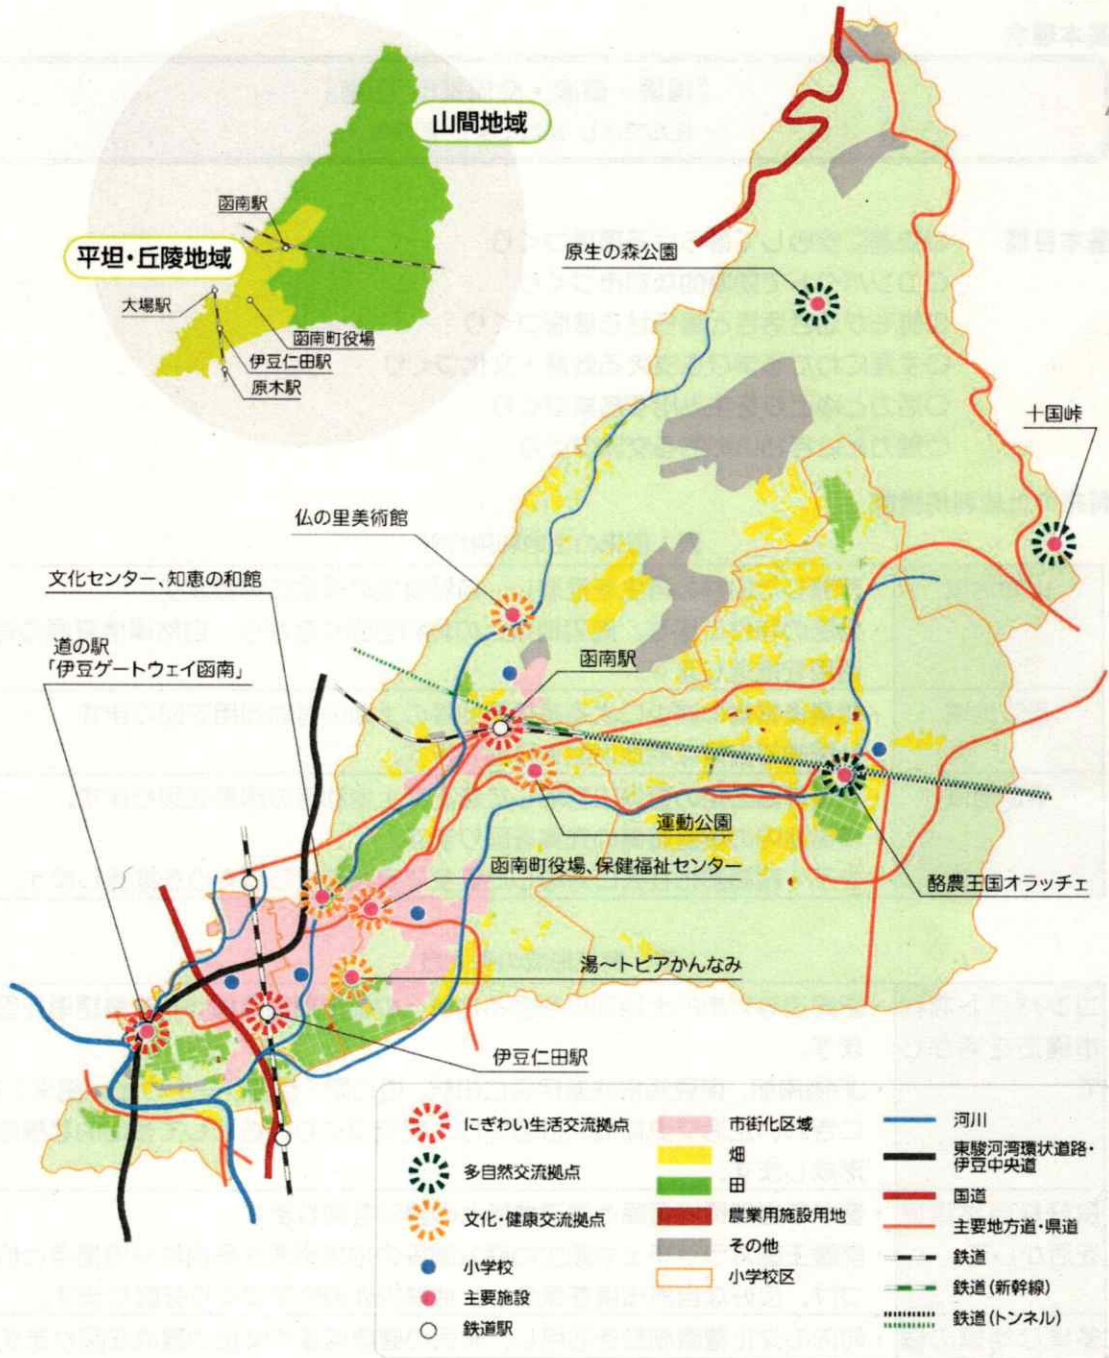 山間地域
函南駅
平坦・丘陵地域
大場駅
函南町役場
伊豆仁田駅
原木駅
原生の森公園
十国峠
仏の里美術館
文化センター、知恵の和館
道の駅
「伊豆ゲートウェイ函南」
函南駅
運動公園
函南町役場、保健福祉センター
酪農王国オラッチェ
湯〜トピアかんなみ
伊豆仁田駅
にぎわい生活交流拠点
多自然交流拠点
文化・健康交流拠点
小学校
主要施設
鉄道駅
市街化区域
畑
田
農業用施設用地
その他
小学校区
河川
東駿河湾環状道路・
伊豆中央道
国道
主要地方道・県道
鉄道
鉄道(新幹線)
鉄道(トンネル)